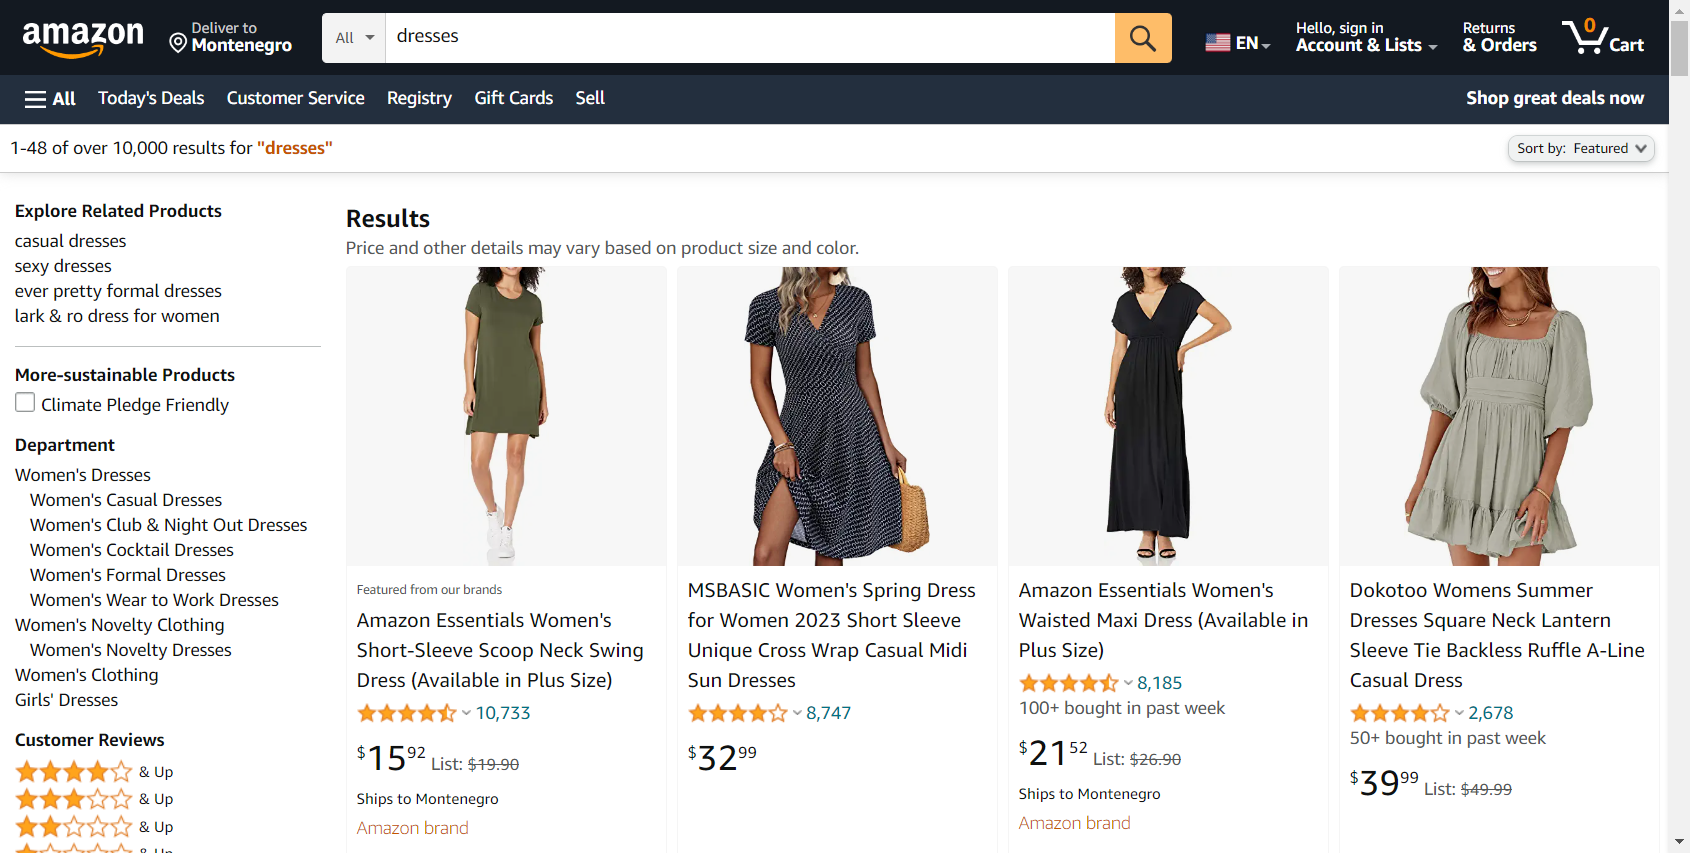 amazon
Deliver to
Montenegro
All
dresses
EN
Hello, sign in
Account & Lists
Returns
& Orders
0
Cart
All
Today's Deals
Customer Service
Registry
Gift Cards
Sell
Shop great deals now
1-48 of over 10,000 results for "dresses"
Sort by: Featured
Explore Related Products
casual dresses
sexy dresses
ever pretty formal dresses
lark & ro dress for women
More-sustainable Products
Climate Pledge Friendly
Department
Women's Dresses
Women's Casual Dresses
Women's Club & Night Out Dresses
Women's Cocktail Dresses
Women's Formal Dresses
Women's Wear to Work Dresses
Women's Novelty Clothing
Women's Novelty Dresses
Women's Clothing
Girls' Dresses
Customer Reviews
& Up
& Up
& Up
& Up
Results
Price and other details may vary based on product size and color.
Featured from our brands
Amazon Essentials Women's
Short-Sleeve Scoop Neck Swing
Dress (Available in Plus Size)
10,733
$15.92 List: $19.90
Ships to Montenegro
Amazon brand
MSBASIC Women's Spring Dress
for Women 2023 Short Sleeve
Unique Cross Wrap Casual Midi
Sun Dresses
8,747
$32.99
Amazon Essentials Women's
Waisted Maxi Dress (Available in
Plus Size)
8,185
100+ bought in past week
$21.52 List: $26.90
Ships to Montenegro
Amazon brand
Dokotoo Womens Summer
Dresses Square Neck Lantern
Sleeve Tie Backless Ruffle A-Line
Casual Dress
2,678
50+ bought in past week
$39.99 List: $49.99